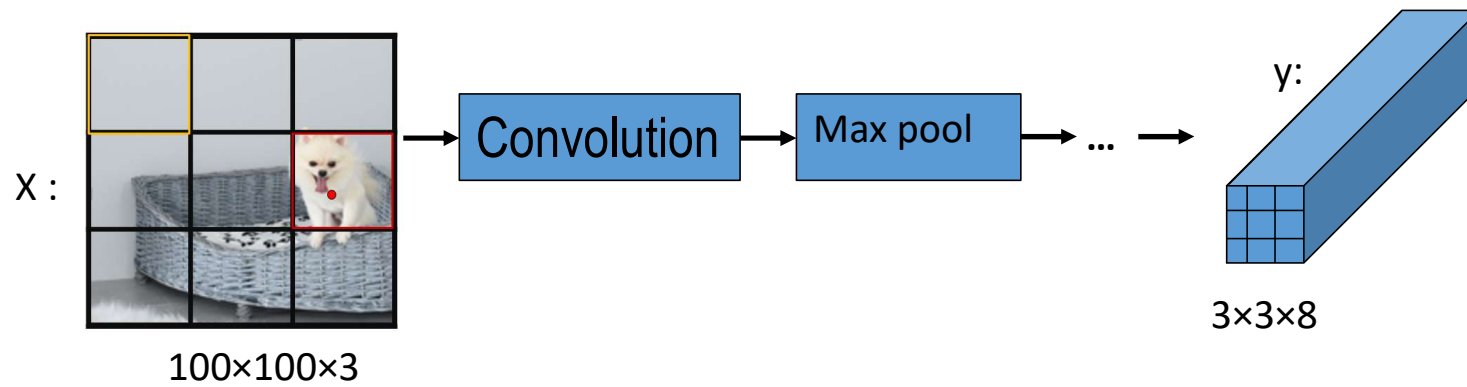 X :
100×100×3
Convolution
Max pool
...
y:
3×3×8